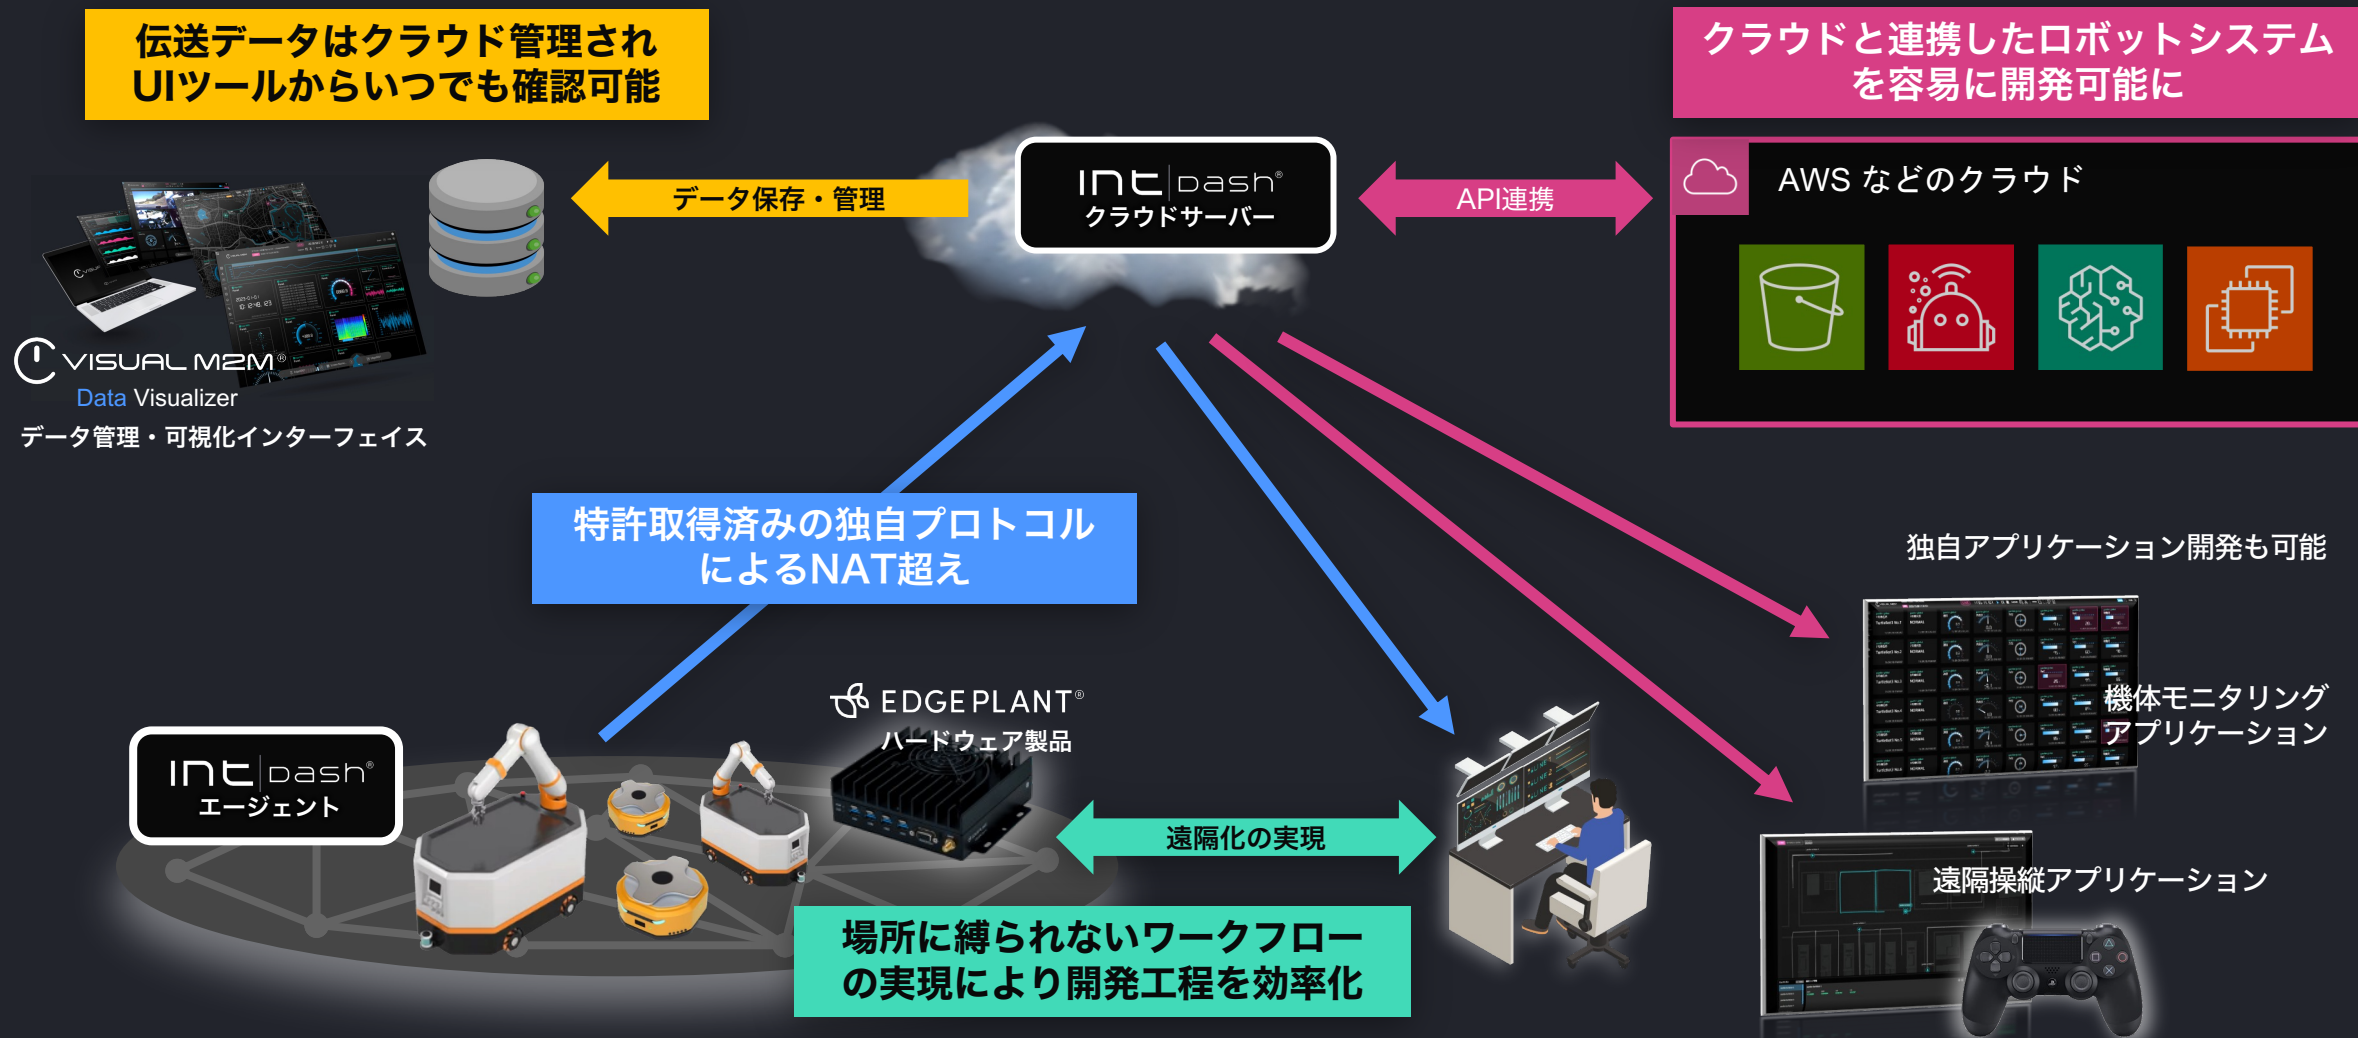 伝送データはクラウド管理され
UIツールからいつでも確認可能
クラウドと連携したロボットシステム
を容易に開発可能に
intdash®
クラウドサーバー
データ保存・管理
API連携
AWS などのクラウド
VISUAL M2M®
Data Visualizer
データ管理・可視化インターフェイス
特許取得済みの独自プロトコル
によるNAT超え
独自アプリケーション開発も可能
機体モニタリング
アプリケーション
EDGEPLANT®
ハードウェア製品
intdash®
エージェント
遠隔化の実現
遠隔操縦アプリケーション
場所に縛られないワークフロー
の実現により開発工程を効率化